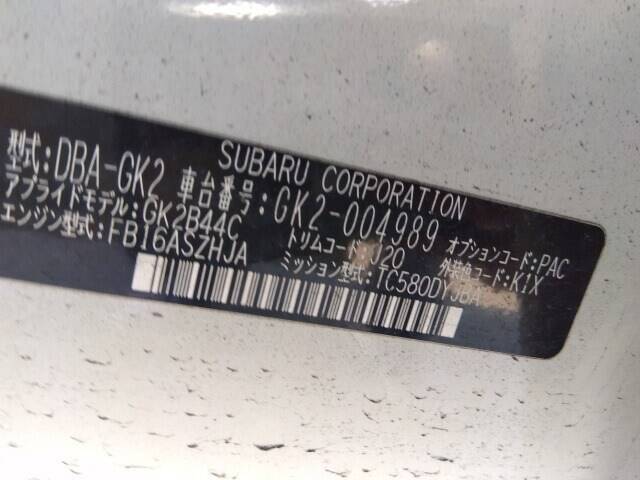 SUBARU CORPORATION
型式:DBA-GK2 車台番号:GK2-004989
アプライドモデル:GK2B44C トリムコード:J20 オプションコード:PAC
エンジン型式:FB16ASZHJA ミッション型式:TC580DYJBA 外装色コード:K1X